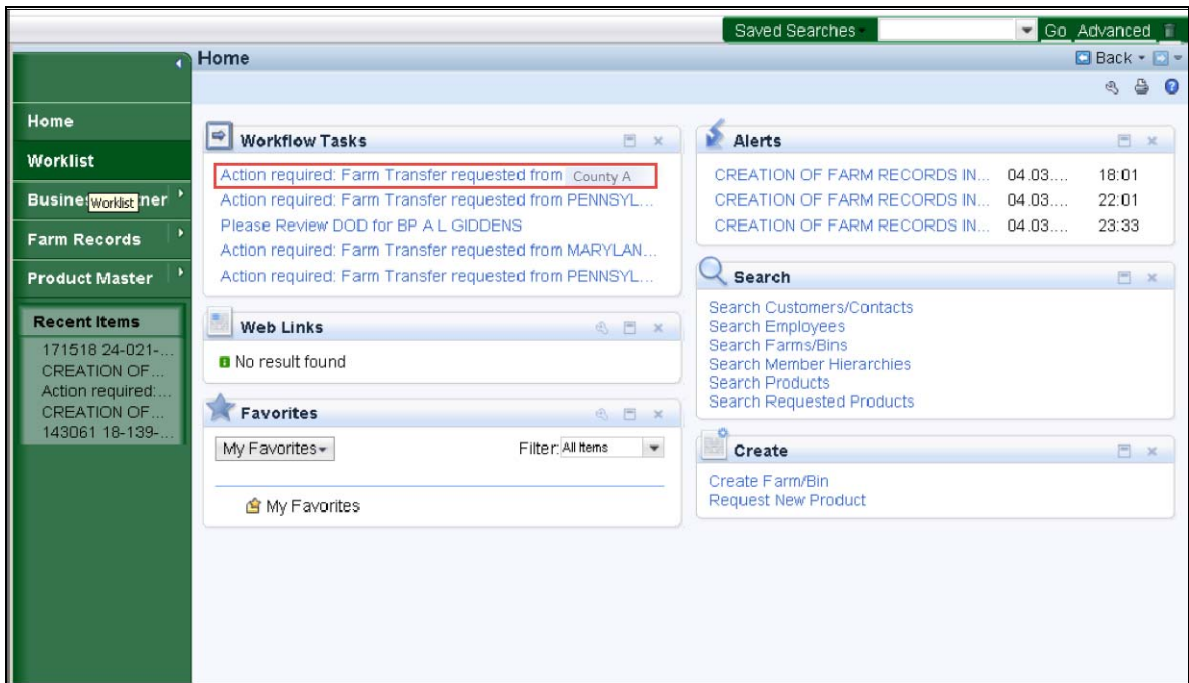 Saved Searches Go Advanced
Home
Back
Home
Worklist
Busine Worklist ner
Farm Records
Product Master
Recent Items
171518 24-021-...
CREATION OF...
Action required:...
CREATION OF...
143061 18-139-...
Workflow Tasks
Action required: Farm Transfer requested from County A
Action required: Farm Transfer requested from PENNSYL...
Please Review DOD for BP A L GIDDENS
Action required: Farm Transfer requested from MARYLAN...
Action required: Farm Transfer requested from PENNSYL...
Web Links
No result found
Favorites
My Favorites Filter: All Items
My Favorites
Alerts
CREATION OF FARM RECORDS IN... 04.03.... 18:01
CREATION OF FARM RECORDS IN... 04.03.... 22:01
CREATION OF FARM RECORDS IN... 04.03.... 23:33
Search
Search Customers/Contacts
Search Employees
Search Farms/Bins
Search Member Hierarchies
Search Products
Search Requested Products
Create
Create Farm/Bin
Request New Product